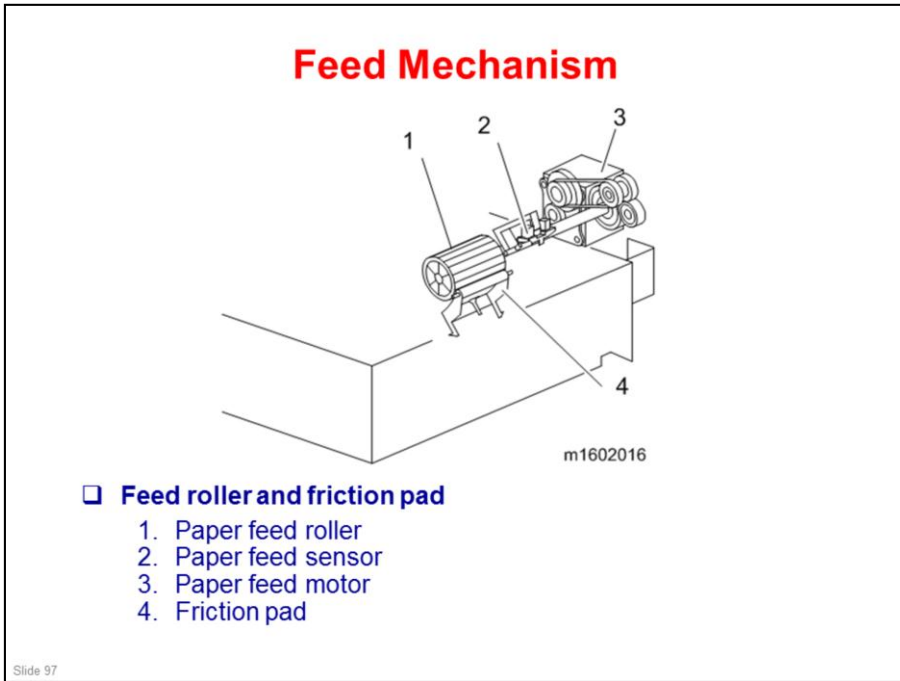 Feed Mechanism
1
2
3
4
m1602016
❑ Feed roller and friction pad
1. Paper feed roller
2. Paper feed sensor
3. Paper feed motor
4. Friction pad
Slide 97